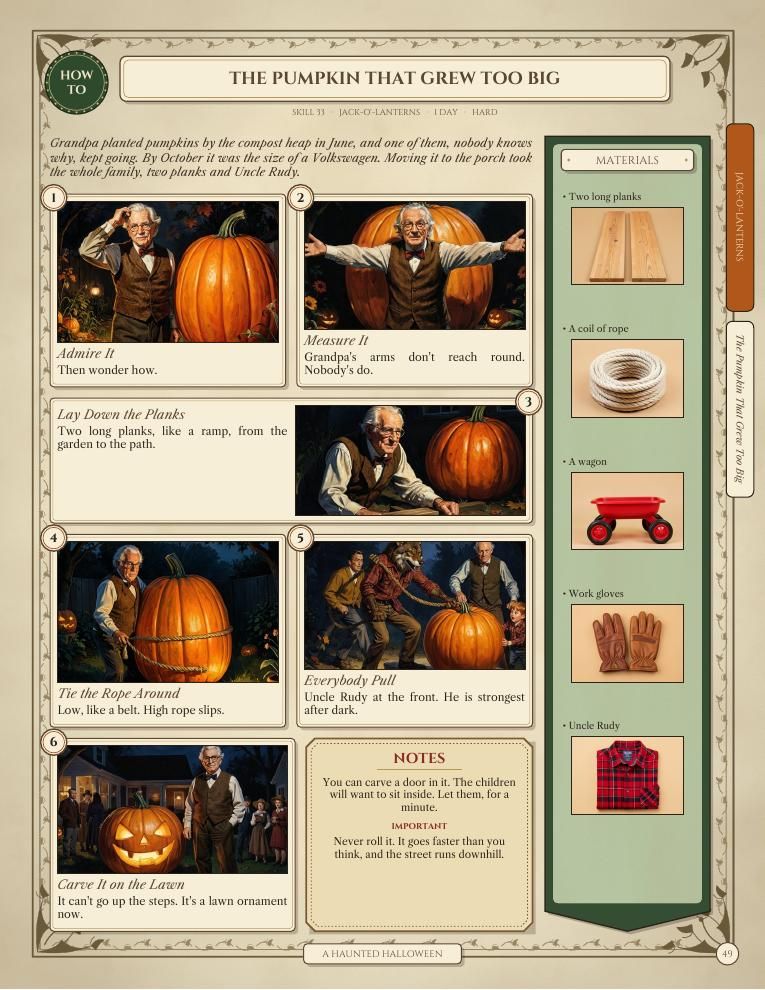 HOW
TO
THE PUMPKIN THAT GREW TOO BIG
SKILL 33 · JACK-O'-LANTERNS · 1 DAY · HARD
Grandpa planted pumpkins by the compost heap in June, and one of them, nobody knows
why, kept going. By October it was the size of a Volkswagen. Moving it to the porch took
the whole family, two planks and Uncle Rudy.
1
Admire It
Then wonder how.
2
Measure It
Grandpa's arms don't reach round.
Nobody's do.
3
Lay Down the Planks
Two long planks, like a ramp, from the
garden to the path.
4
Tie the Rope Around
Low, like a belt. High rope slips.
5
Everybody Pull
Uncle Rudy at the front. He is strongest
after dark.
6
Carve It on the Lawn
It can't go up the steps. It's a lawn ornament
now.
NOTES
You can carve a door in it. The children
will want to sit inside. Let them, for a
minute.
IMPORTANT
Never roll it. It goes faster than you
think, and the street runs downhill.
MATERIALS
• Two long planks
• A coil of rope
• A wagon
• Work gloves
• Uncle Rudy
JACK-O'-LANTERNS
The Pumpkin That Grew Too Big
A HAUNTED HALLOWEEN
49